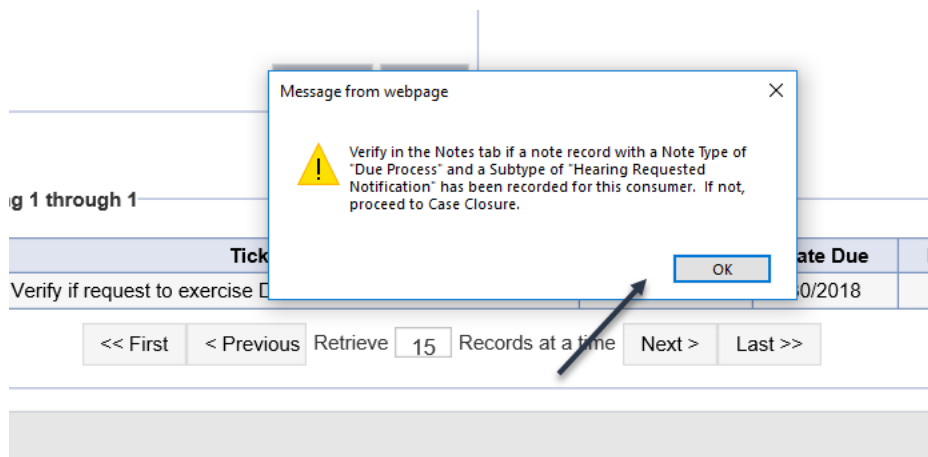 Message from webpage
Verify in the Notes tab if a note record with a Note Type of
"Due Process" and a Subtype of "Hearing Requested
Notification" has been recorded for this consumer. If not,
proceed to Case Closure.
OK
1 through 1
Tick ate Due
Verify if request to exercise 0/2018
<< First < Previous Retrieve 15 Records at a time Next > Last >>